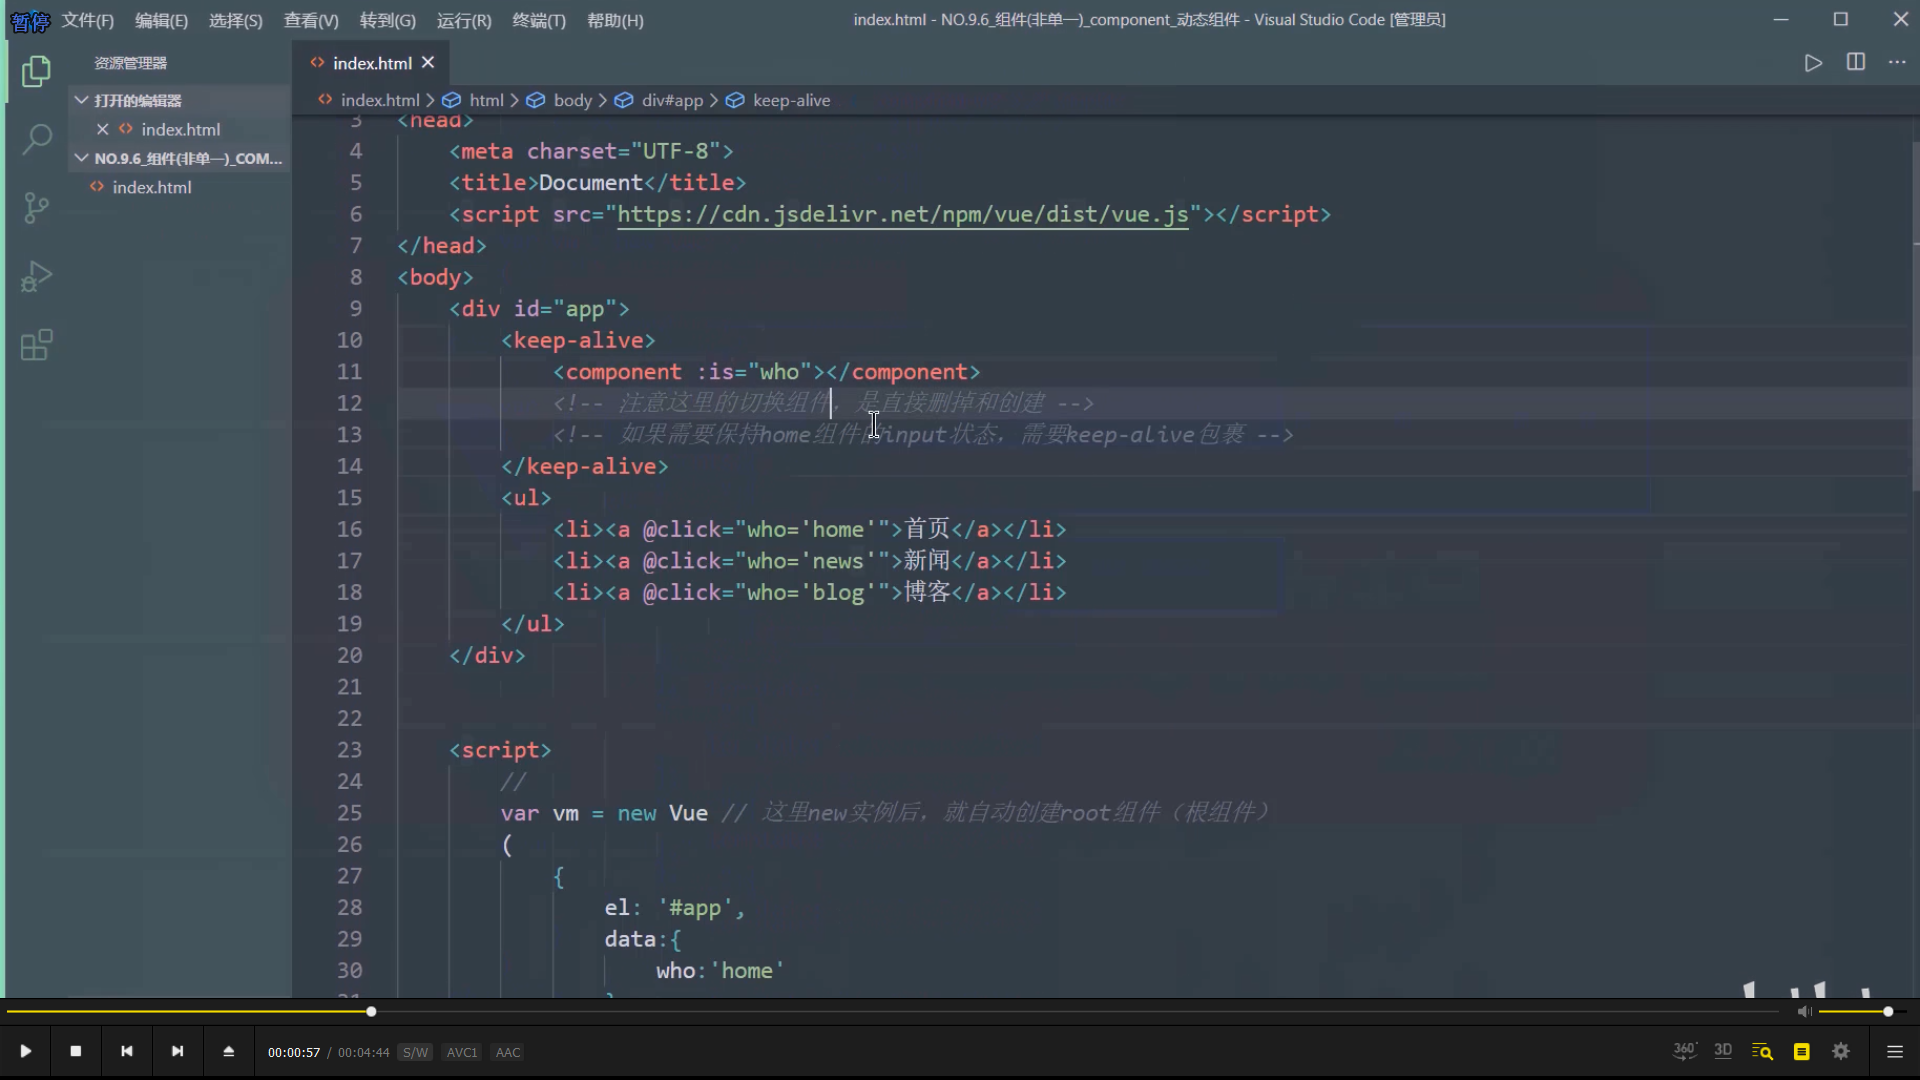 暂停 文件(F) 编辑(E) 选择(S) 查看(V) 转到(G) 运行(R) 终端(T) 帮助(H) index.html - NO.9.6_组件(非单一)_component_动态组件 - Visual Studio Code [管理员]
资源管理器
index.html
打开的编辑器
index.html
NO.9.6_组件(非单一)_COM...
index.html
index.html > html > body > div#app > keep-alive
3 <head>
4 <meta charset="UTF-8">
5 <title>Document</title>
6 <script src="https://cdn.jsdelivr.net/npm/vue/dist/vue.js"></script>
7 </head>
8 <body>
9 <div id="app">
10 <keep-alive>
11 <component :is="who"></component>
12 <!-- 注意这里的切换组件，是直接删掉和创建 -->
13 <!-- 如果需要保持home组件的input状态，需要keep-alive包裹 -->
14 </keep-alive>
15 <ul>
16 <li><a @click="who='home'">首页</a></li>
17 <li><a @click="who='news'">新闻</a></li>
18 <li><a @click="who='blog'">博客</a></li>
19 </ul>
20 </div>
21
22
23 <script>
24 //
25 var vm = new Vue // 这里new实例后，就自动创建root组件（根组件）
26 (
27 {
28 el: '#app',
29 data:{
30 who:'home'
00:00:57 / 00:04:44 S/W AVC1 AAC
360° 3D